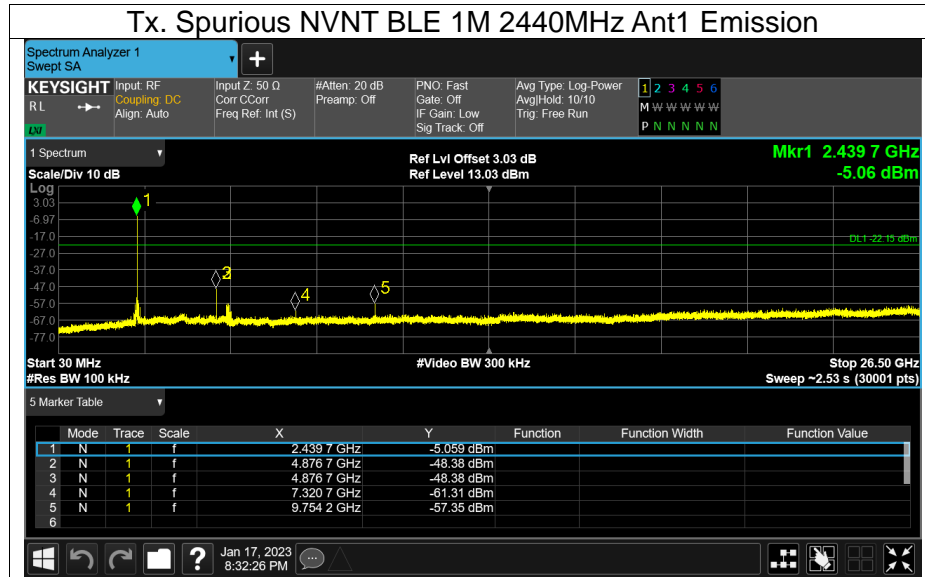 Tx. Spurious NVNT BLE 1M 2440MHz Ant1 Emission
Spectrum Analyzer 1
Swept SA
+
KEYSIGHT
RL
LXI
Input: RF
Coupling: DC
Align: Auto
Input Z: 50 Ω
Corr CCorr
Freq Ref: Int (S)
#Atten: 20 dB
Preamp: Off
PNO: Fast
Gate: Off
IF Gain: Low
Sig Track: Off
Avg Type: Log-Power
Avg|Hold: 10/10
Trig: Free Run
1 2 3 4 5 6
M W W W W W
P N N N N N
1 Spectrum
Ref Lvl Offset 3.03 dB
Mkr1 2.439 7 GHz
Scale/Div 10 dB
Ref Level 13.03 dBm
-5.06 dBm
Log
3.03
-6.97
-17.0
-27.0
-37.0
-47.0
-57.0
-67.0
-77.0
1
DL1 -22.15 dBm
4
5
Start 30 MHz
#Video BW 300 kHz
Stop 26.50 GHz
#Res BW 100 kHz
Sweep ~2.53 s (30001 pts)
5 Marker Table
Mode Trace Scale X Y Function Function Width Function Value
1 N 1 f 2.439 7 GHz -5.059 dBm
2 N 1 f 4.876 7 GHz -48.38 dBm
3 N 1 f 4.876 7 GHz -48.38 dBm
4 N 1 f 7.320 7 GHz -61.31 dBm
5 N 1 f 9.754 2 GHz -57.35 dBm
6
?
Jan 17, 2023
8:32:26 PM